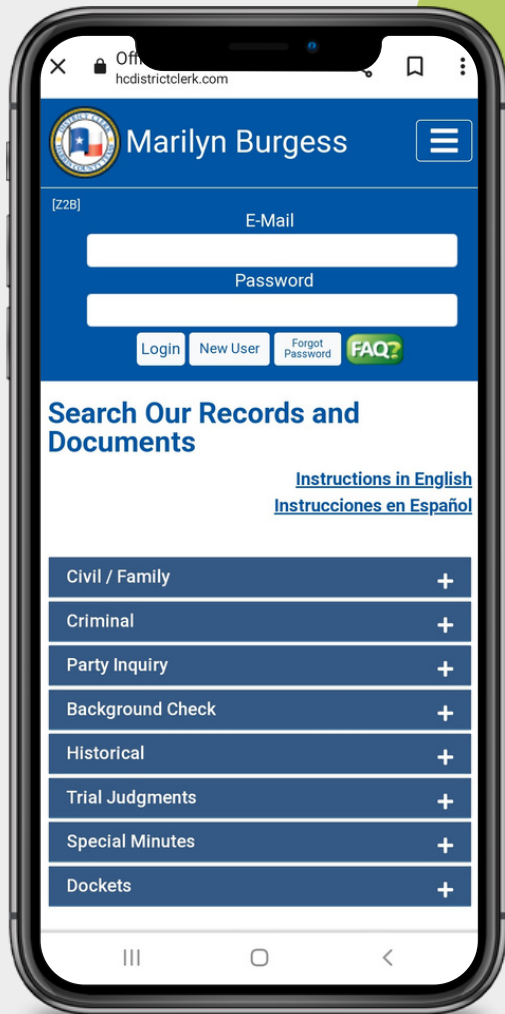 Off
hcdistrictclerk.com
Marilyn Burgess
[Z2B]
E-Mail
Password
Login
New User
Forgot
Password
FAQ?
Search Our Records and
Documents
Instructions in English
Instrucciones en Español
Civil / Family
Criminal
Party Inquiry
Background Check
Historical
Trial Judgments
Special Minutes
Dockets